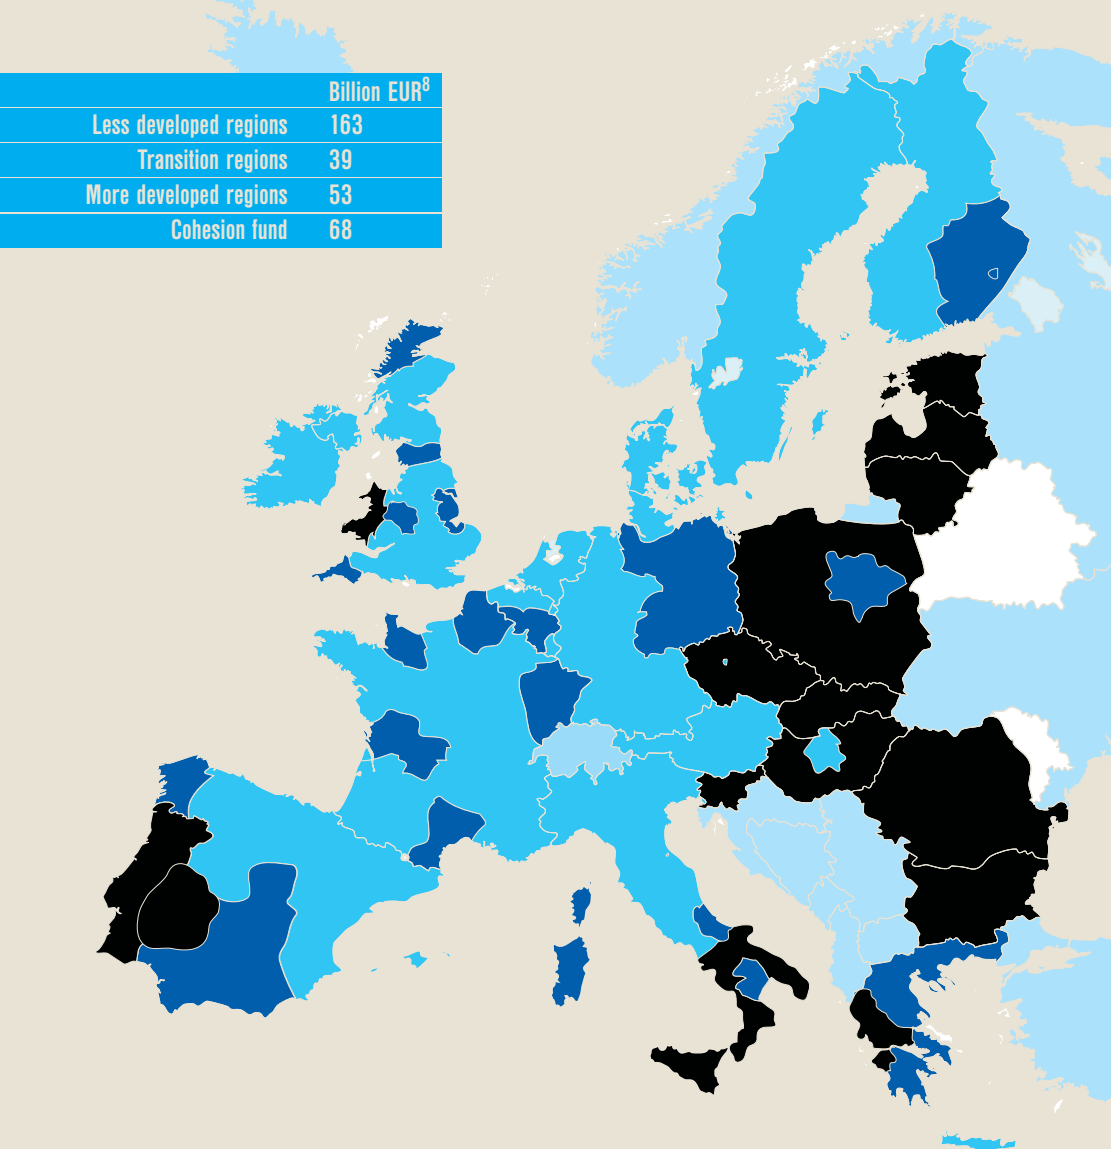 Billion EUR8
Less developed regions 163
Transition regions 39
More developed regions 53
Cohesion fund 68